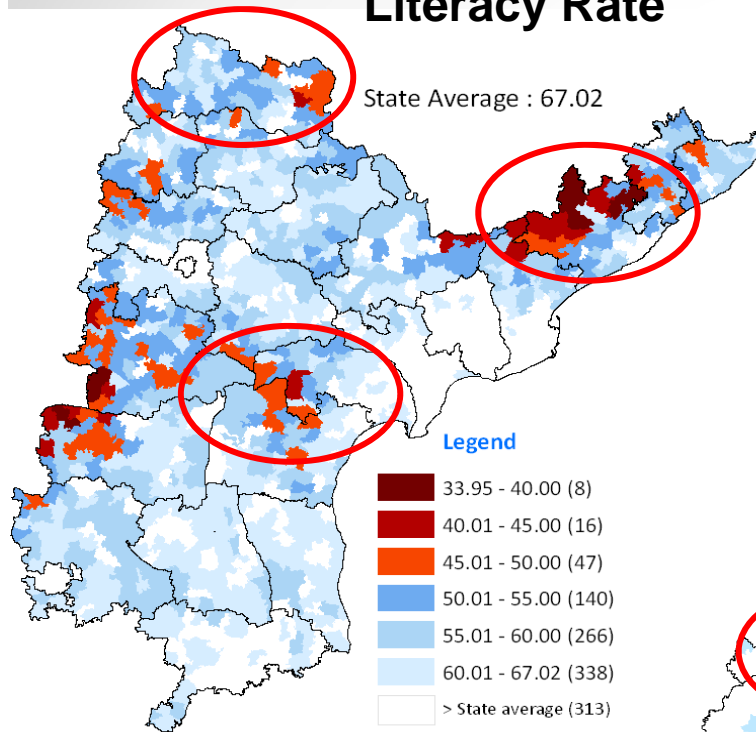 Literacy Rate
State Average : 67.02
Legend
33.95 - 40.00 (8)
40.01 - 45.00 (16)
45.01 - 50.00 (47)
50.01 - 55.00 (140)
55.01 - 60.00 (266)
60.01 - 67.02 (338)
> State average (313)